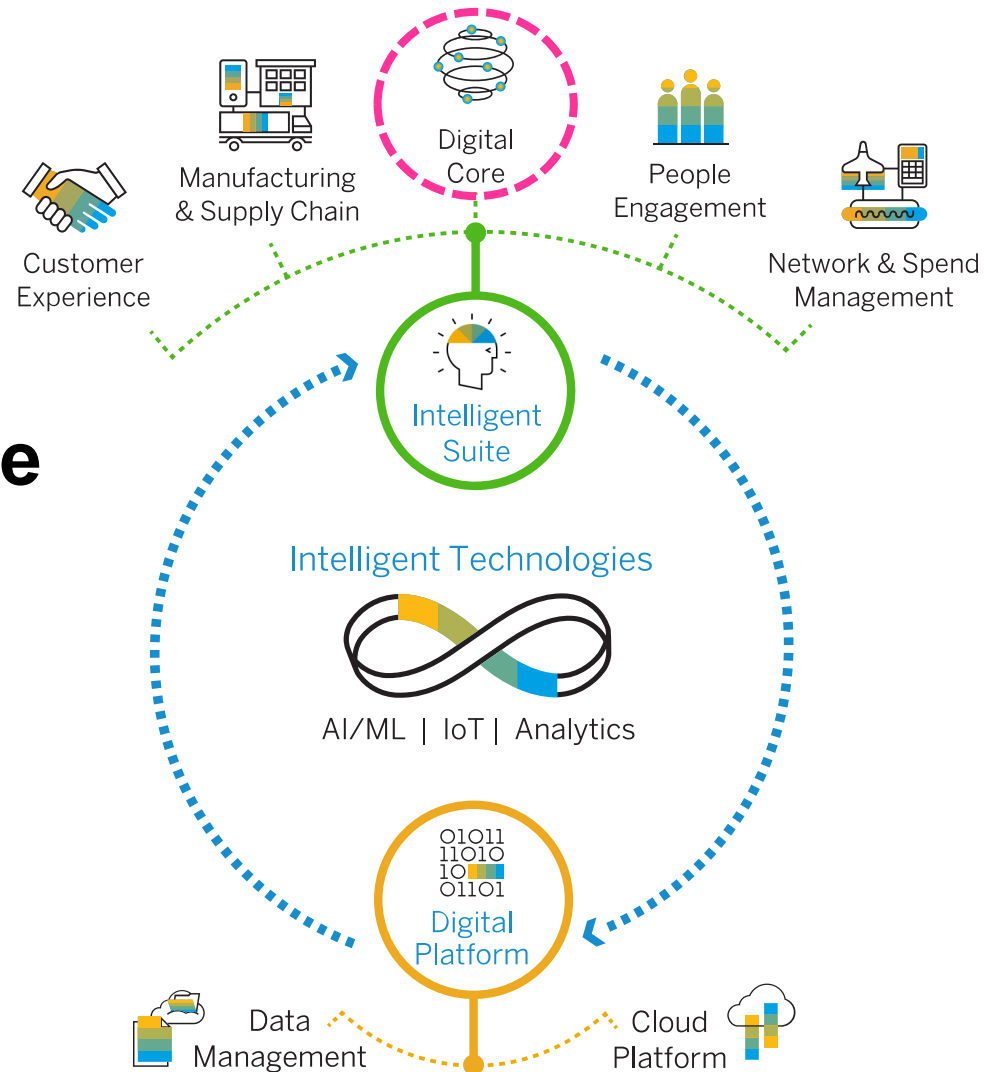 Digital
Core
Manufacturing
& Supply Chain
People
Engagement
Customer
Experience
Network & Spend
Management
Intelligent
Suite
e
Intelligent Technologies
AI/ML | IoT | Analytics
01011
11010
10
01101
Digital
Platform
Data
Management
Cloud
Platform